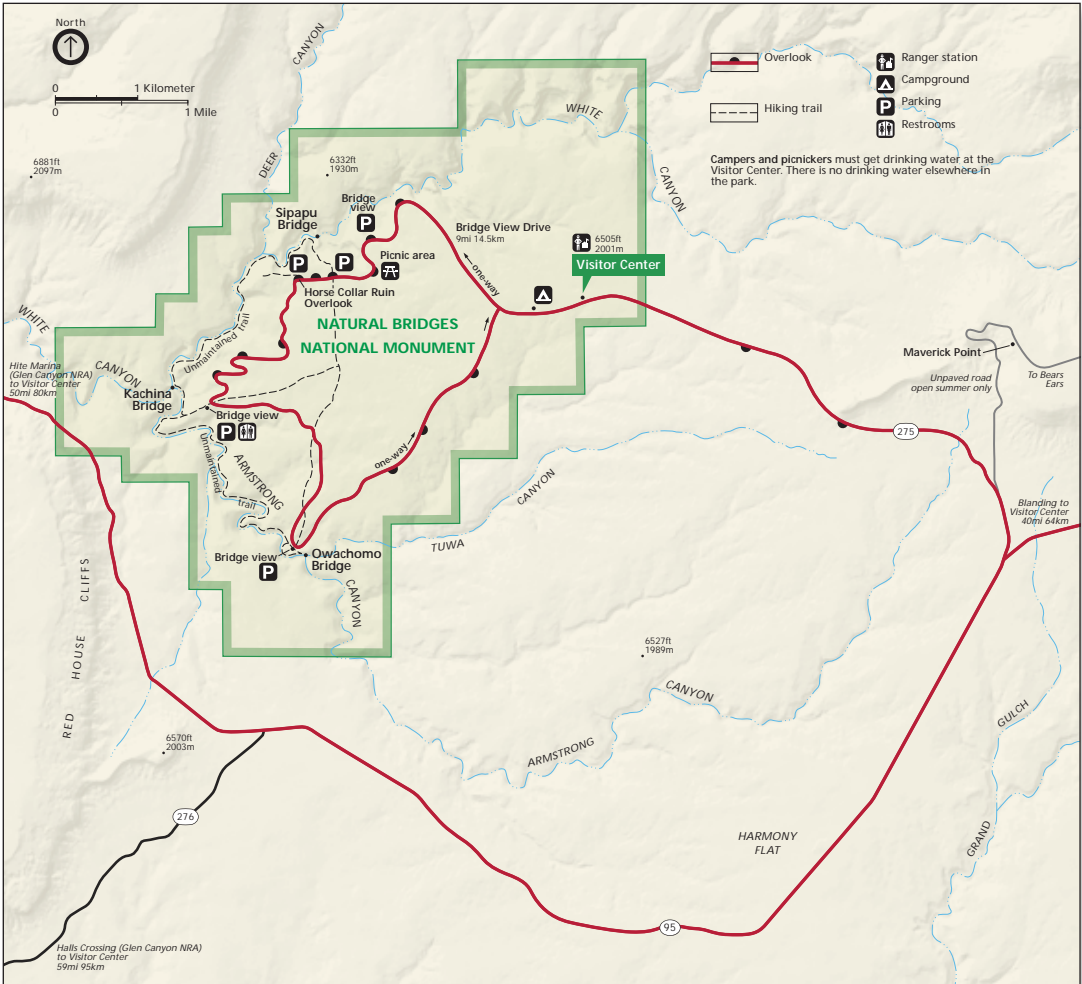 North
0
1 Kilometer
0
1 Mile
CANYON
DEER
WHITE
CANYON
Overlook
Hiking trail
Ranger station
Campground
P
Parking
Restrooms
Campers and picnickers must get drinking water at the
Visitor Center. There is no drinking water elsewhere in
the park.
6881ft
2097m
6332ft
1930m
Bridge
view
P
Sipapu
Bridge
Bridge View Drive
9mi 14.5km
6505ft
2001m
Visitor Center
Picnic area
P
P
one-way
Horse Collar Ruin
Overlook
NATURAL BRIDGES
NATIONAL MONUMENT
Unmaintained trail
WHITE
CANYON
Hite Marina
(Glen Canyon NRA)
to Visitor Center
50mi 80km
Kachina
Bridge
Bridge view
P
Unmaintained
trail
ARMSTRONG
CANYON
one-way
Maverick Point
Unpaved road
open summer only
To Bears
Ears
275
Blanding to
Visitor Center
40mi 64km
CANYON
TUWA
Bridge view
P
Owachomo
Bridge
RED HOUSE CLIFFS
6527ft
1989m
CANYON
ARMSTRONG
GULCH
GRAND
6570ft
2003m
276
HARMONY
FLAT
95
Halls Crossing (Glen Canyon NRA)
to Visitor Center
59mi 95km